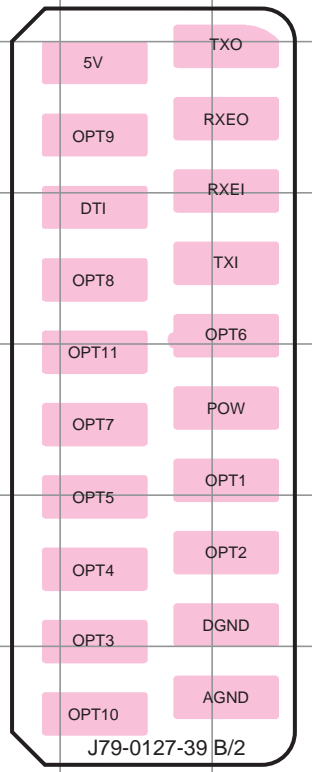 TXO
5V
RXEO
OPT9
RXEI
DTI
TXI
OPT8
OPT6
OPT11
POW
OPT7
OPT1
OPT5
OPT2
OPT4
DGND
OPT3
AGND
OPT10
J79-0127-39 B/2